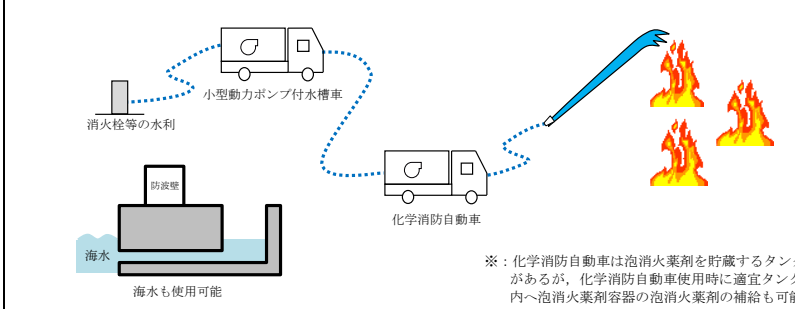 小型動力ポンプ付水槽車
消火栓等の水利
防波壁
化学消防自動車
海水
海水も使用可能
※：化学消防自動車は泡消火薬剤を貯蔵するタン
があるが，化学消防自動車使用時に適宜タン
内へ泡消火薬剤容器の泡消火薬剤の補給も可